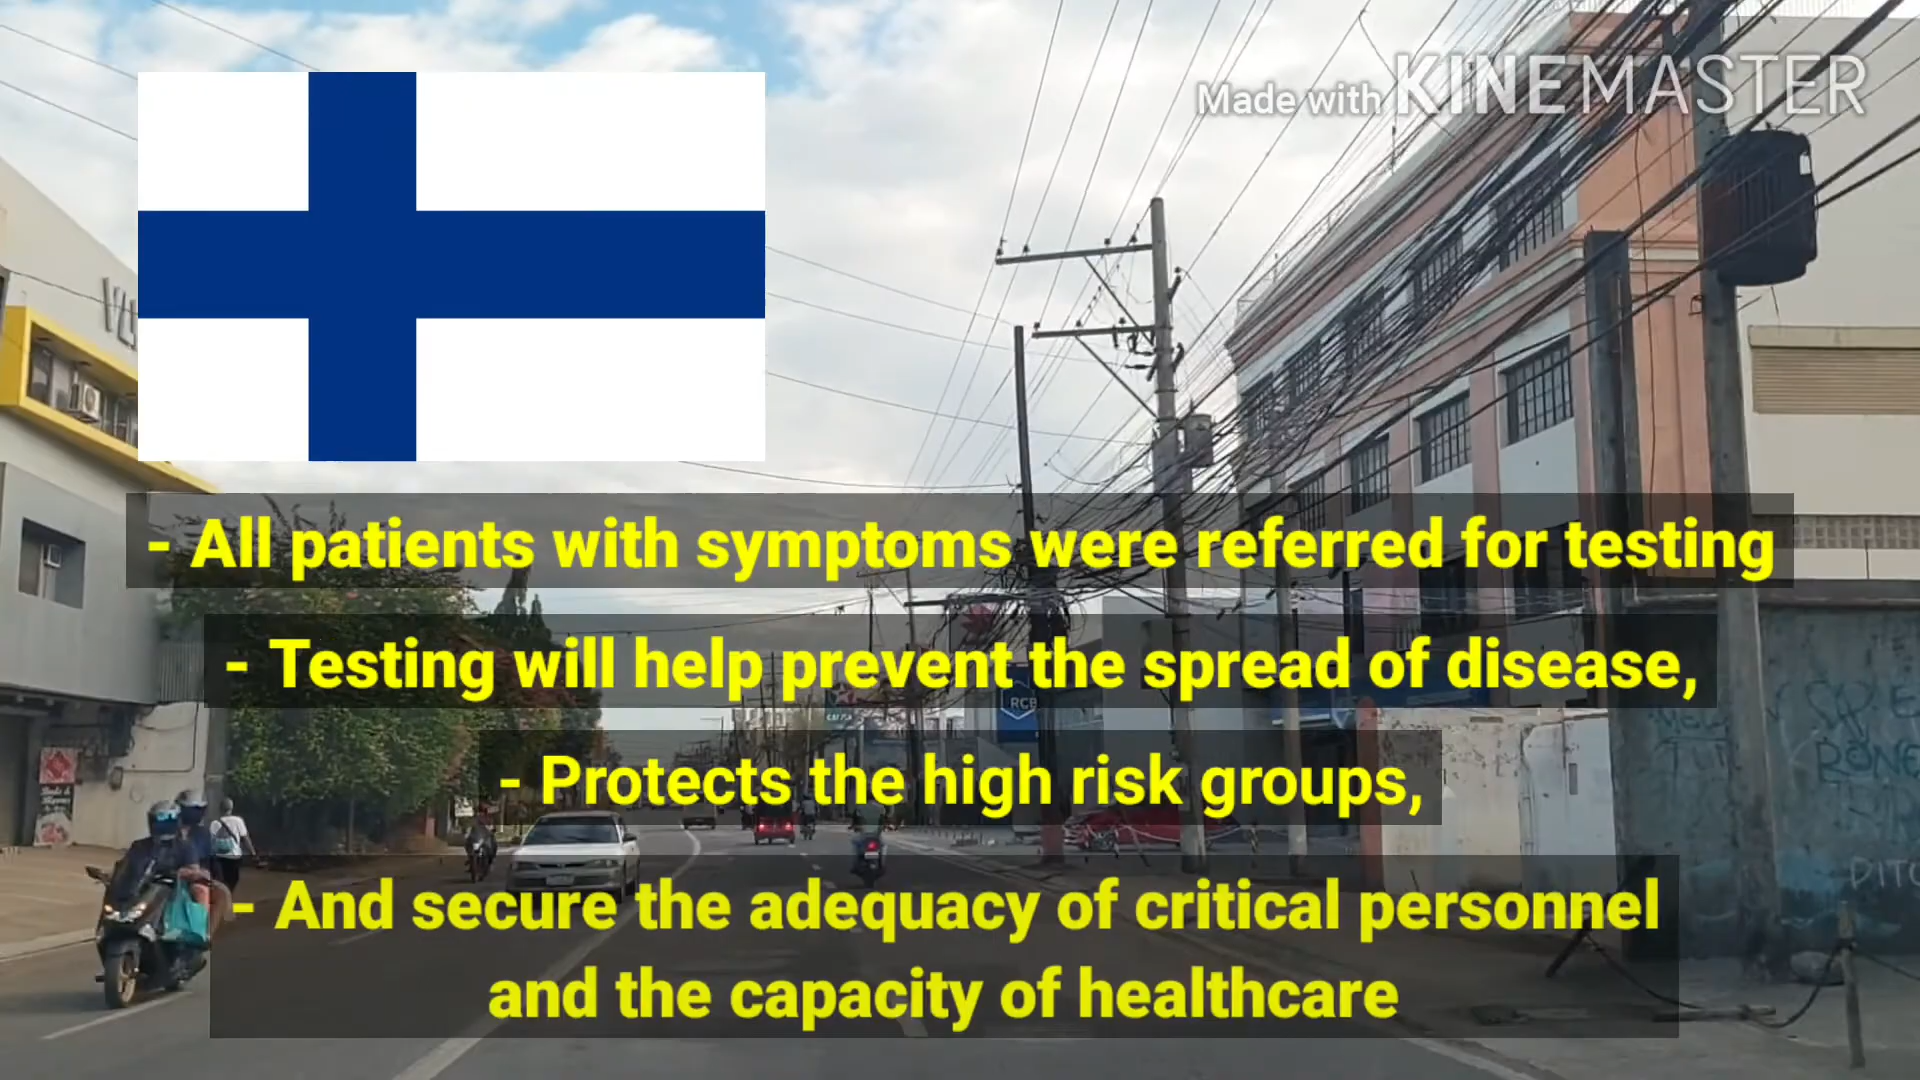 Made with KINEMASTER
- All patients with symptoms were referred for testing
- Testing will help prevent the spread of disease,
- Protects the high risk groups,
- And secure the adequacy of critical personnel
and the capacity of healthcare
RCB